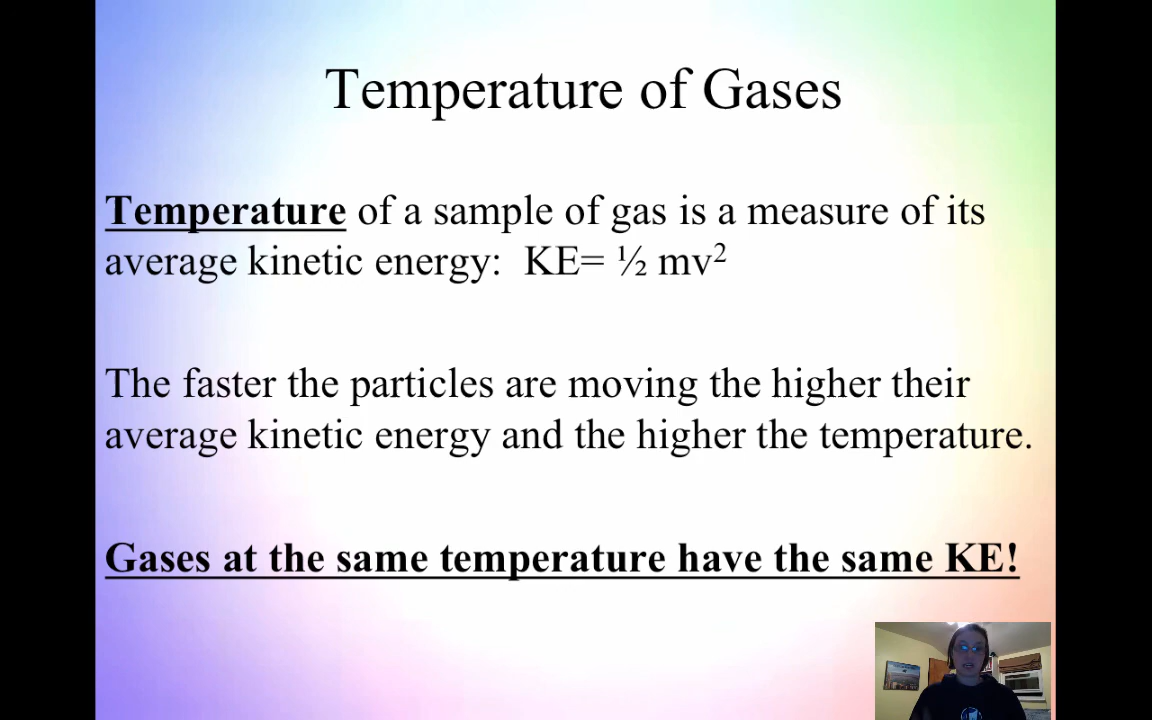 Temperature of Gases
Temperature of a sample of gas is a measure of its
average kinetic energy:  KE= ½ mv²
The faster the particles are moving the higher their
average kinetic energy and the higher the temperature.
Gases at the same temperature have the same KE!